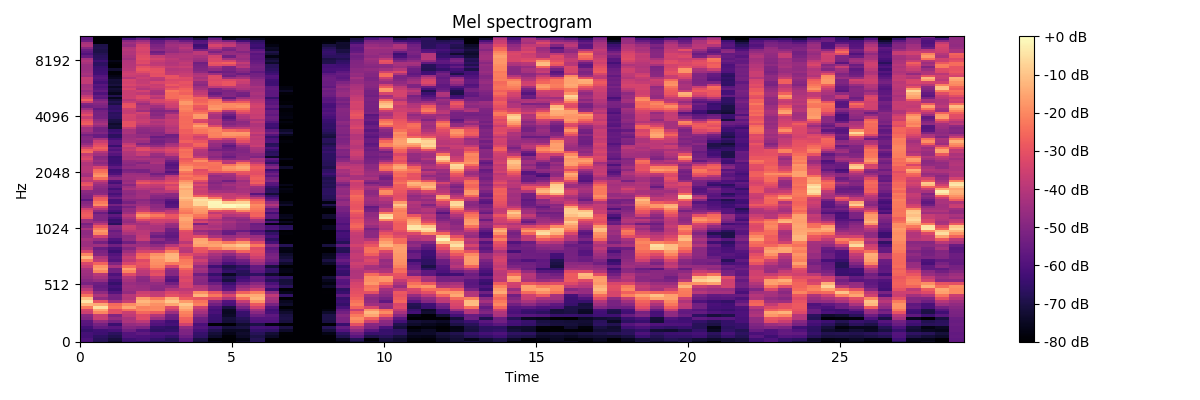 Mel spectrogram
Hz
8192
4096
2048
1024
512
0
0 5 10 15 20 25
Time
+0 dB
-10 dB
-20 dB
-30 dB
-40 dB
-50 dB
-60 dB
-70 dB
-80 dB